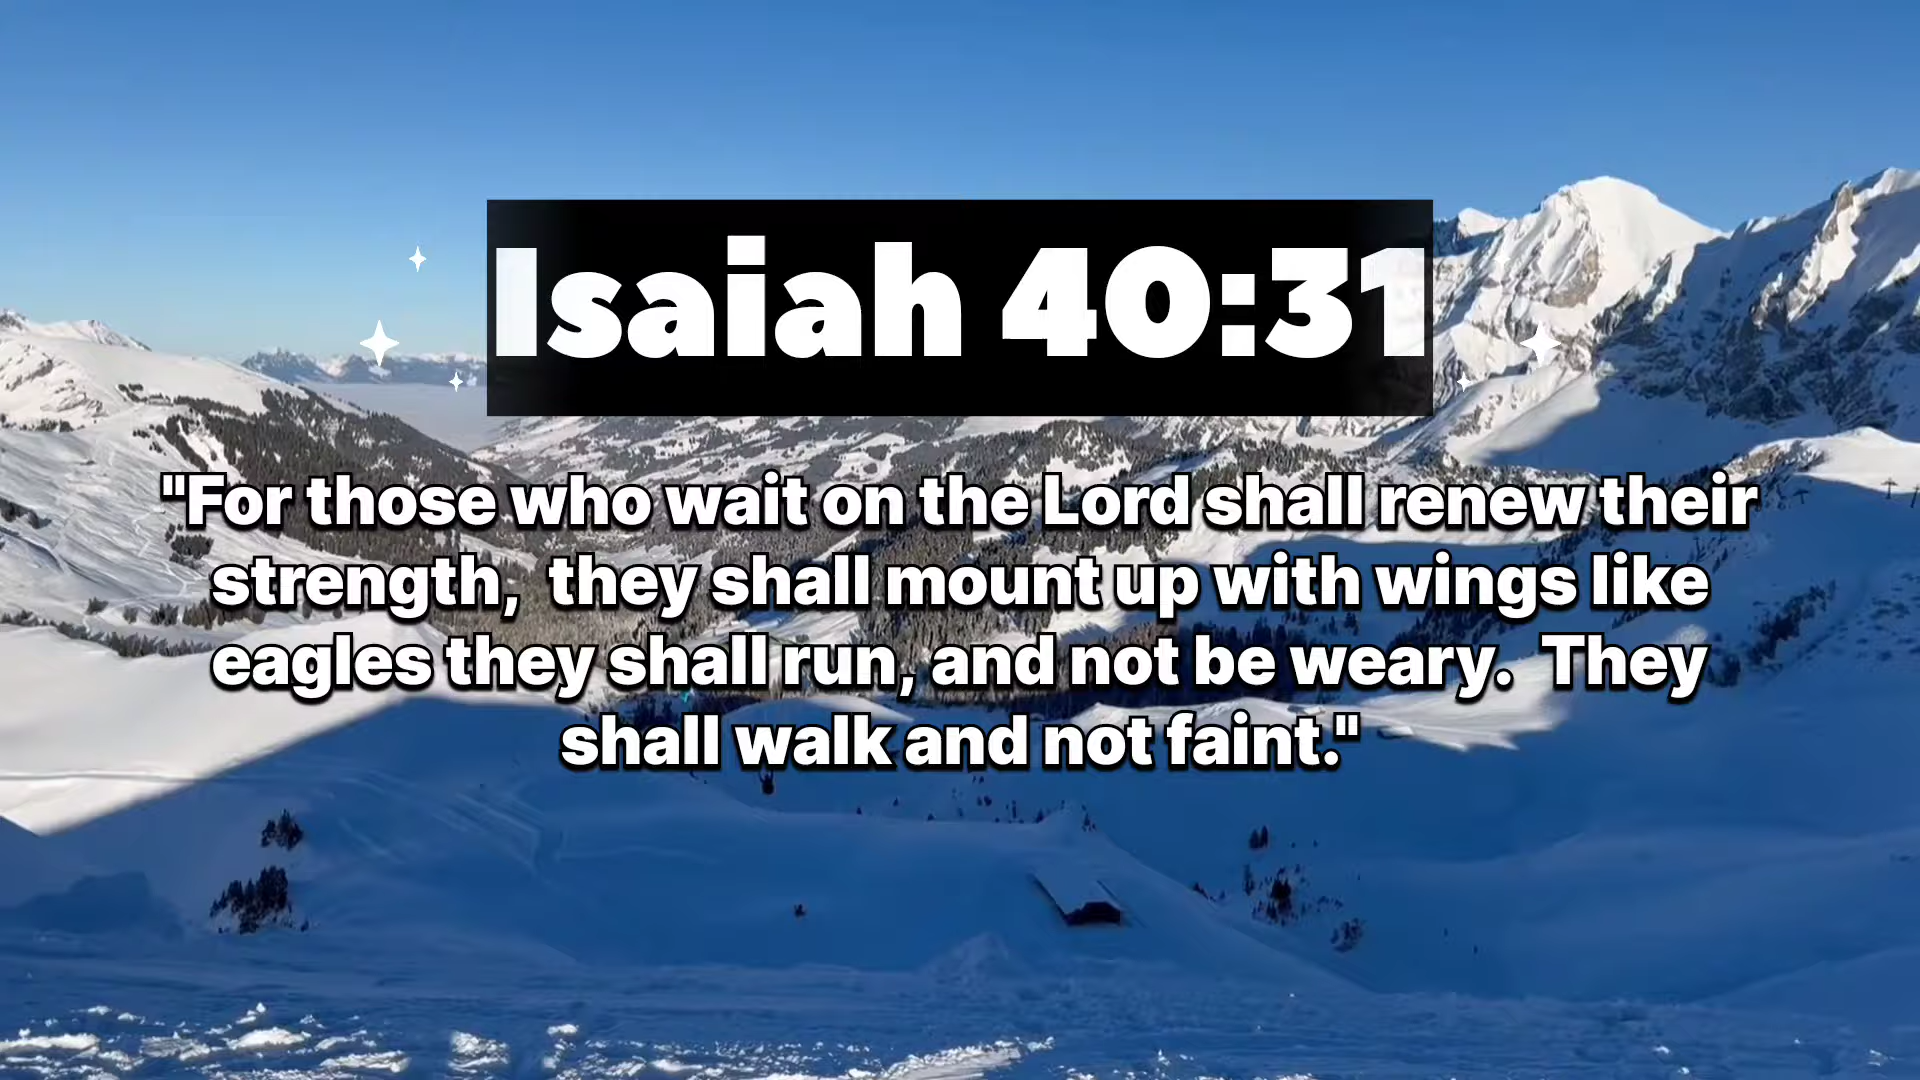 Isaiah 40:31
"For those who wait on the Lord shall renew their
strength,  they shall mount up with wings like
eagles they shall run, and not be weary.  They
shall walk and not faint."